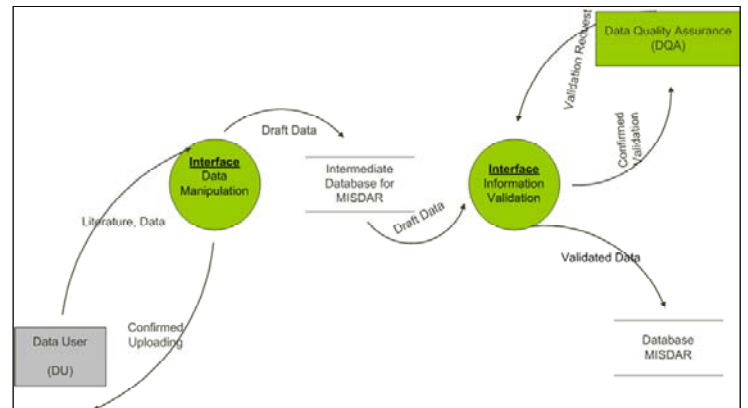 Data Quality Assurance
(DQA)
Validation Request
Draft Data
Interface
Data
Manipulation
Intermediate
Database for
MISDAR
Interface
Information
Validation
Confirmed
Validation
Literature, Data
Draft Data
Validated Data
Confirmed
Uploading
Data User
(DU)
Database
MISDAR